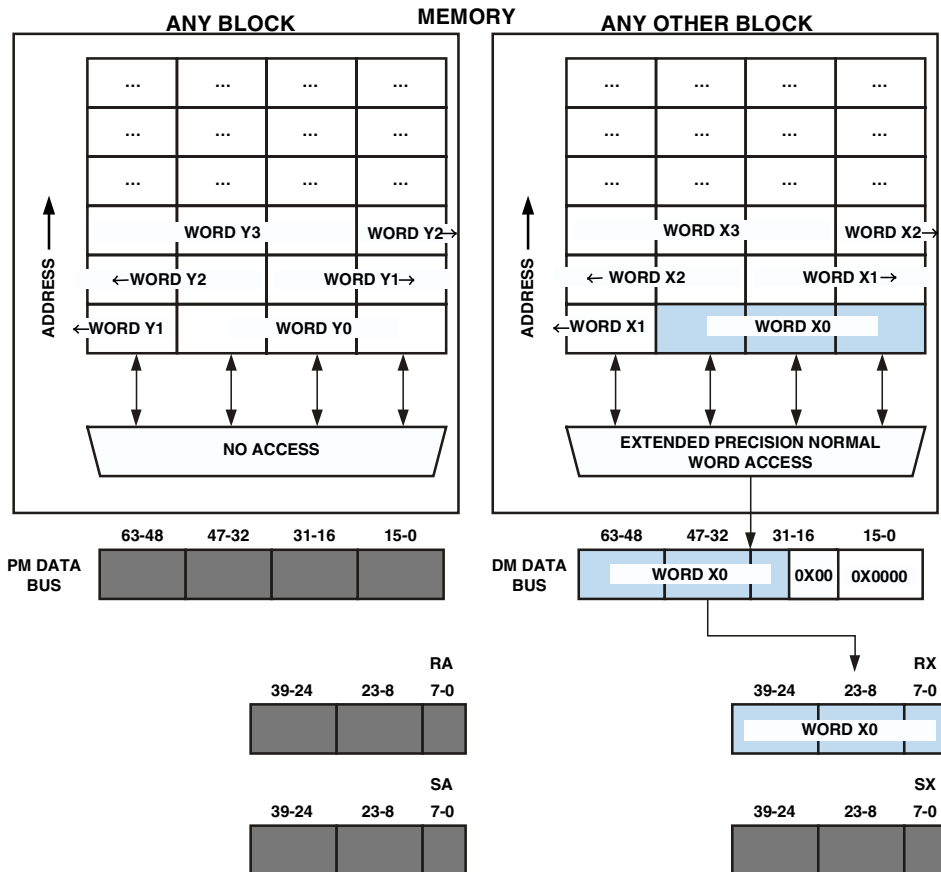 MEMORY
ANY BLOCK
ANY OTHER BLOCK
... ... ... ...
... ... ... ...
... ... ... ...
WORD Y3 WORD Y2→
←WORD Y2 WORD Y1→
←WORD Y1 WORD Y0
ADDRESS
NO ACCESS
... ... ... ...
... ... ... ...
... ... ... ...
WORD X3 WORD X2→
← WORD X2 WORD X1→
←WORD X1 WORD X0
ADDRESS
EXTENDED PRECISION NORMAL
WORD ACCESS
63-48 47-32 31-16 15-0
PM DATA
BUS
63-48 47-32 31-16 15-0
DM DATA
BUS
WORD X0 0X00 0X0000
RA
39-24 23-8 7-0
RX
39-24 23-8 7-0
WORD X0
SA
39-24 23-8 7-0
SX
39-24 23-8 7-0